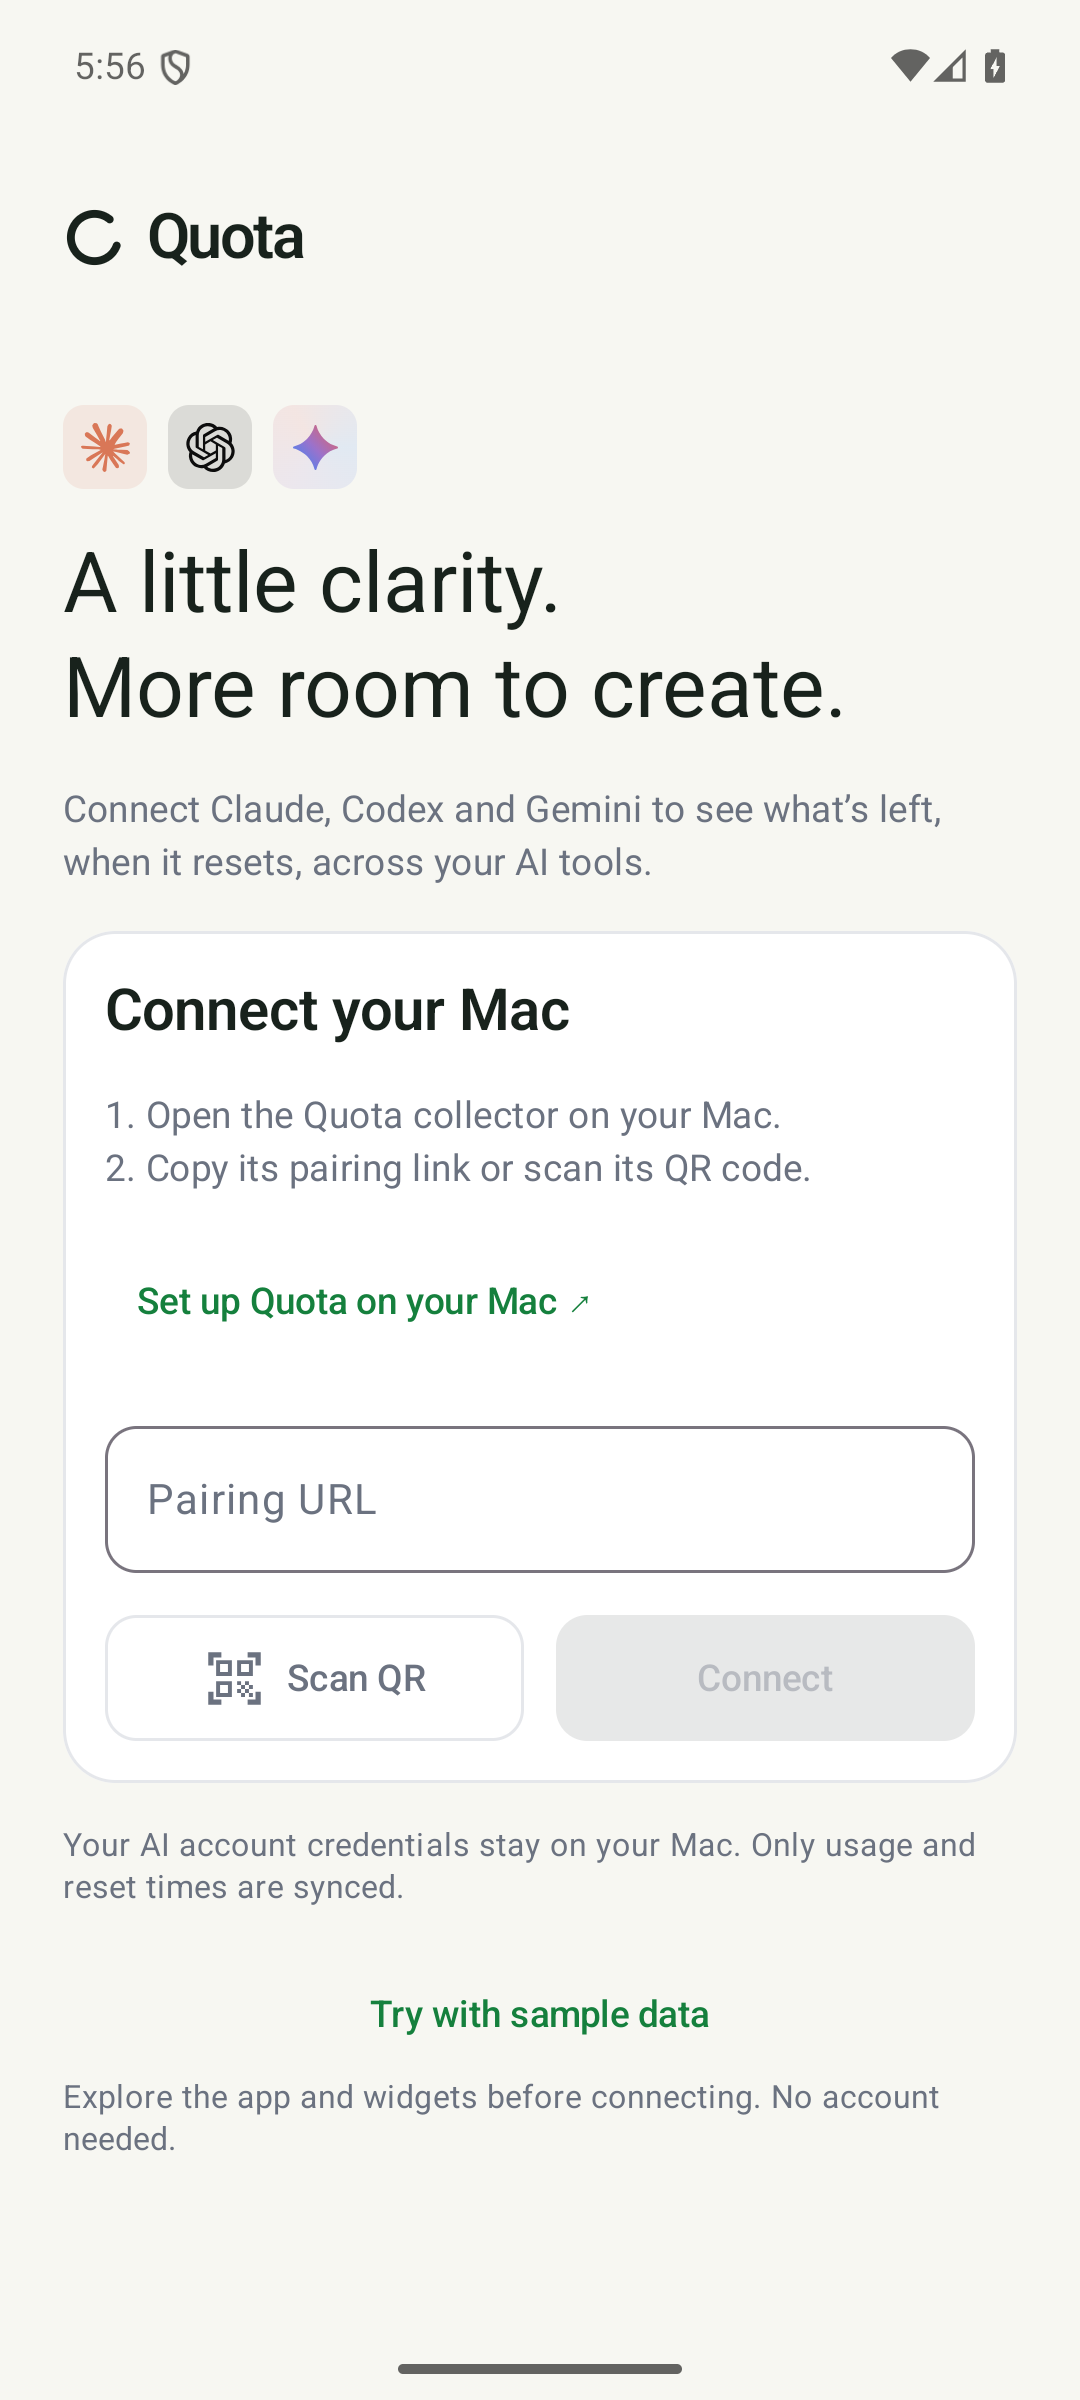 5:56
Quota
A little clarity.
More room to create.
Connect Claude, Codex and Gemini to see what’s left,
when it resets, across your AI tools.
Connect your Mac
1. Open the Quota collector on your Mac.
2. Copy its pairing link or scan its QR code.
Set up Quota on your Mac ↗
Pairing URL
Scan QR
Connect
Your AI account credentials stay on your Mac. Only usage and
reset times are synced.
Try with sample data
Explore the app and widgets before connecting. No account
needed.